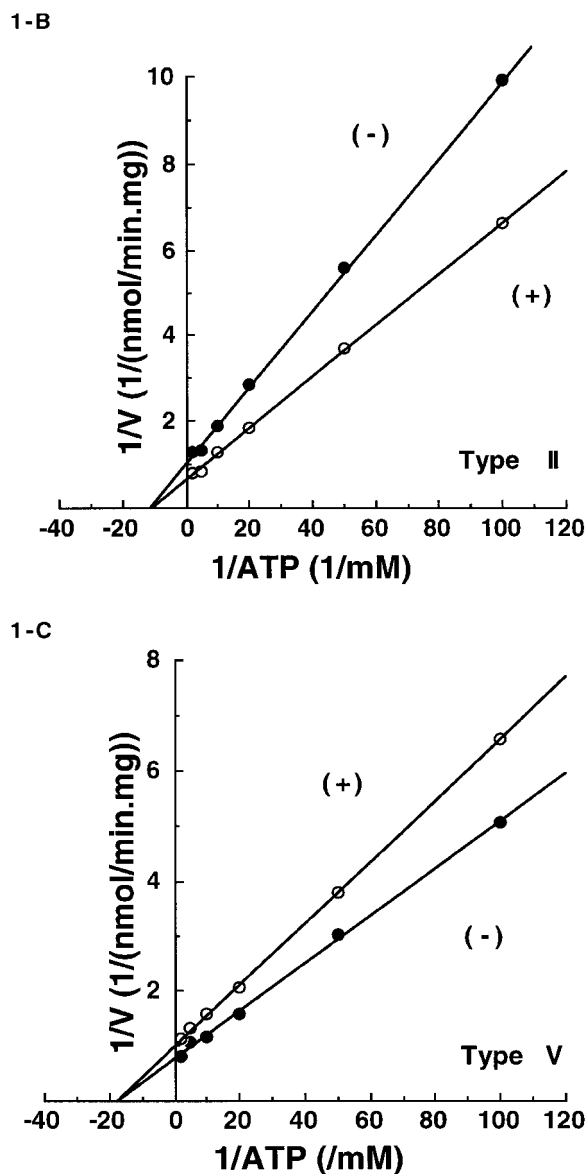 1-B
10
8
6
4
2
1/V (1/(nmol/min.mg))
(-)
(+)
Type II
-40 -20 0 20 40 60 80 100 120
1/ATP (1/mM)
1-C
8
6
4
2
1/V (1/(nmol/min.mg))
(+)
(-)
Type V
-40 -20 0 20 40 60 80 100 120
1/ATP (/mM)